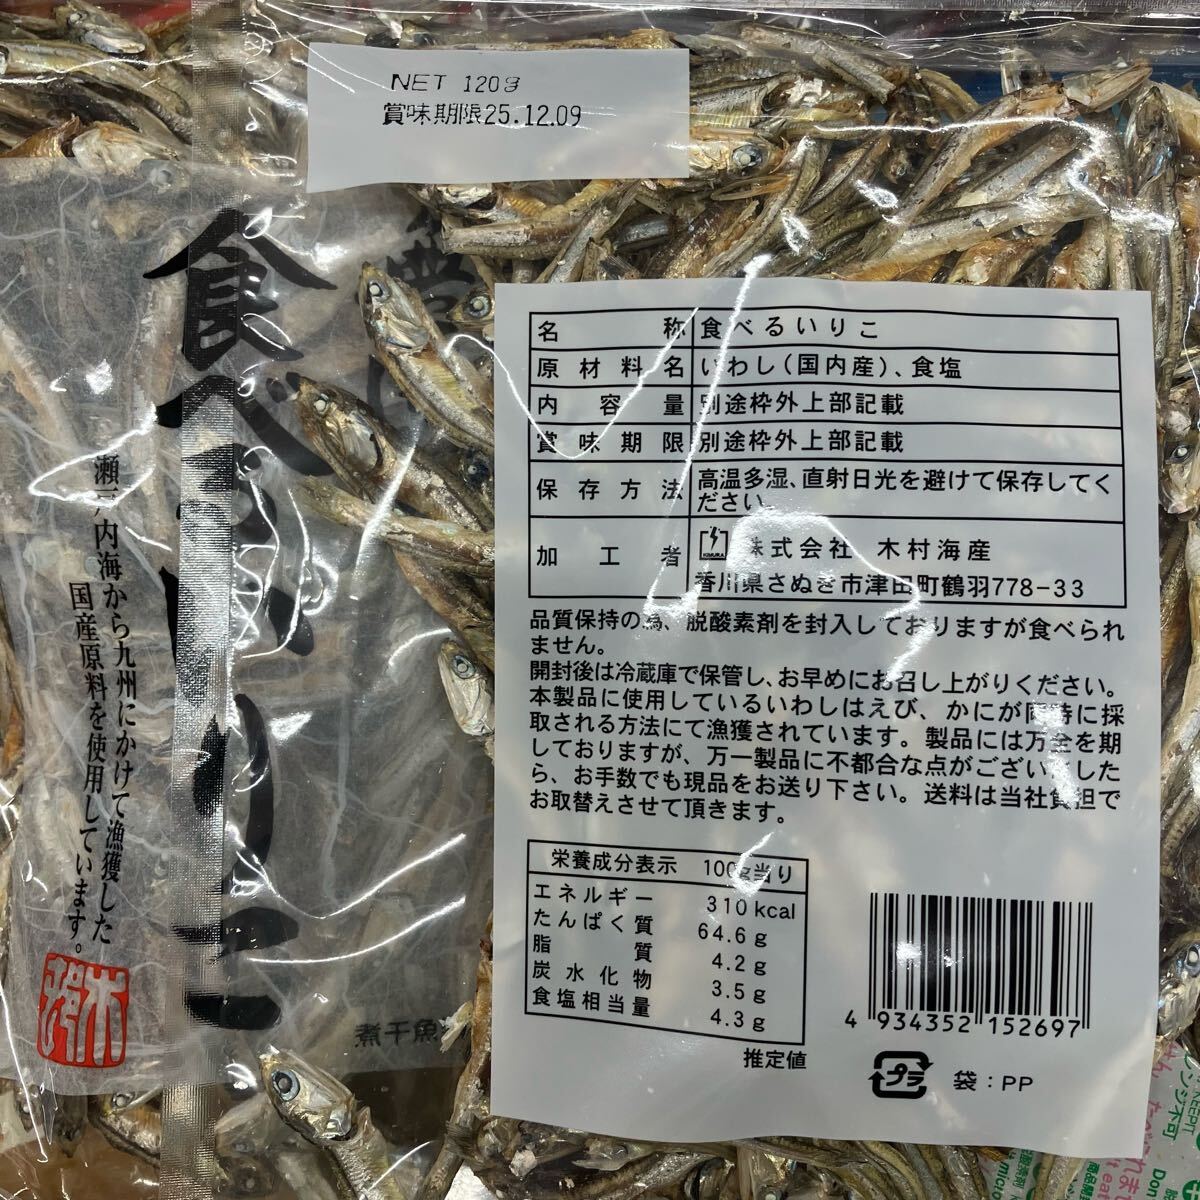 NET 120g
賞味期限25.12.09
食べるいりこ
瀬戸内海から九州にかけて漁獲した
国産原料を使用しています。
煮干魚
名称 食べるいりこ
原材料名 いわし(国内産)、食塩
内容量 別途枠外上部記載
賞味期限 別途枠外上部記載
保存方法 高温多湿、直射日光を避けて保存してく
ださい。
加工者 KIMURA 株式会社 木村海産
香川県さぬき市津田町鶴羽778-33
品質保持の為、脱酸素剤を封入しておりますが食べられ
ません。
開封後は冷蔵庫で保管し、お早めにお召し上がりください。
本製品に使用しているいわしはえび、かにが同時に採
取される方法にて漁獲されています。製品には万全を期
しておりますが、万一製品に不都合な点がございました
ら、お手数でも現品をお送り下さい。送料は当社負担で
お取替えさせて頂きます。
栄養成分表示 100g当り
エネルギー 310kcal
たんぱく質 64.6g
脂質 4.2g
炭水化物 3.5g
食塩相当量 4.3g
推定値
4 934352 152697
プラ
袋:PP
レンジ不可